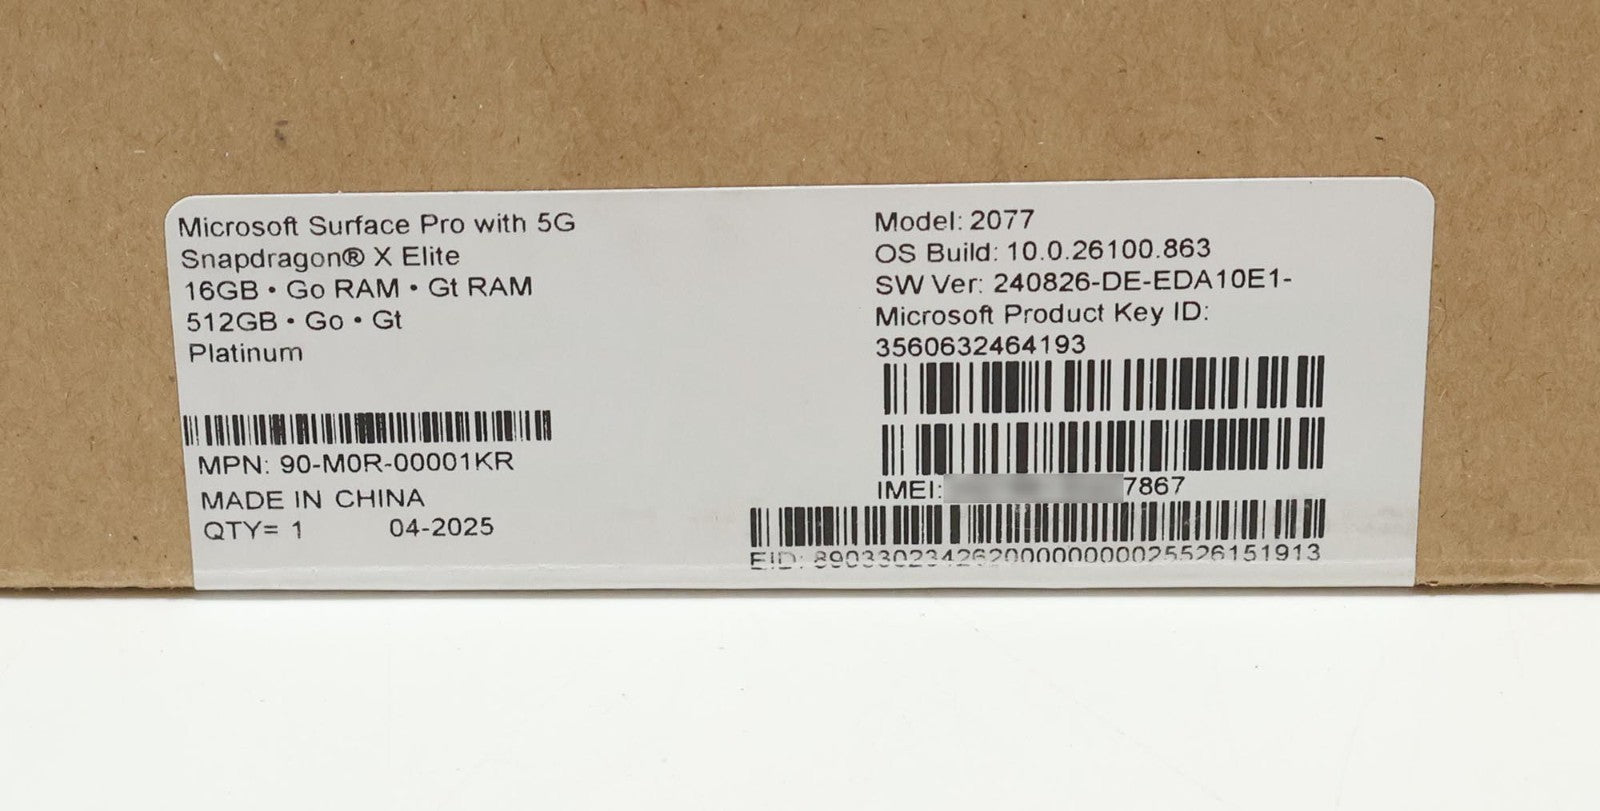 Microsoft Surface Pro with 5G
Snapdragon® X Elite
16GB • Go RAM • Gt RAM
512GB • Go • Gt
Platinum
MPN: 90-M0R-00001KR
MADE IN CHINA
QTY= 1 04-2025
Model: 2077
OS Build: 10.0.26100.863
SW Ver: 240826-DE-EDA10E1-
Microsoft Product Key ID:
3560632464193
IMEI: 7867
EID: 89033023426200000000025526151913